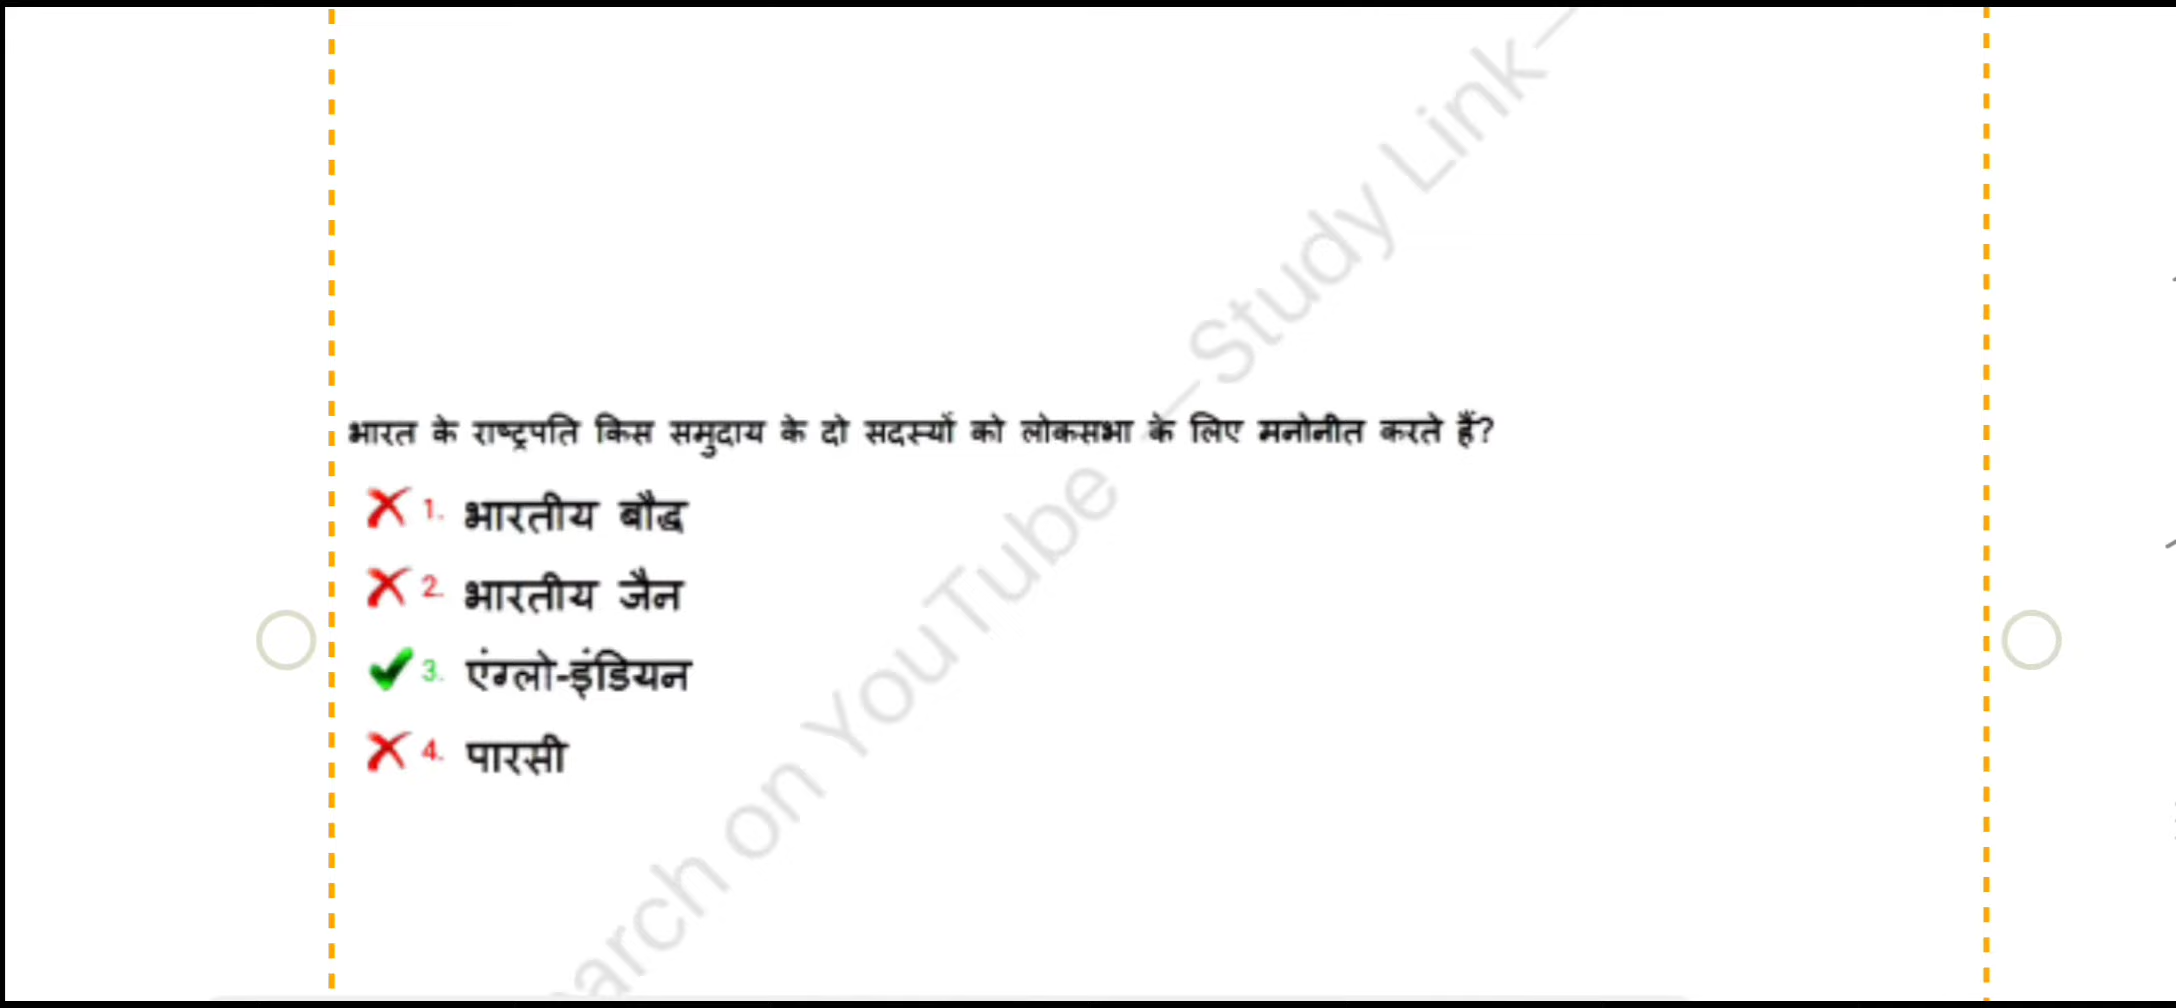 भारत के राष्ट्रपति किस समुदाय के दो सदस्यों को लोकसभा के लिए मनोनीत करते हैं?
1. भारतीय बौद्ध
2. भारतीय जैन
3. एंग्लो-इंडियन
4. पारसी
arch on YouTube –Study Link–